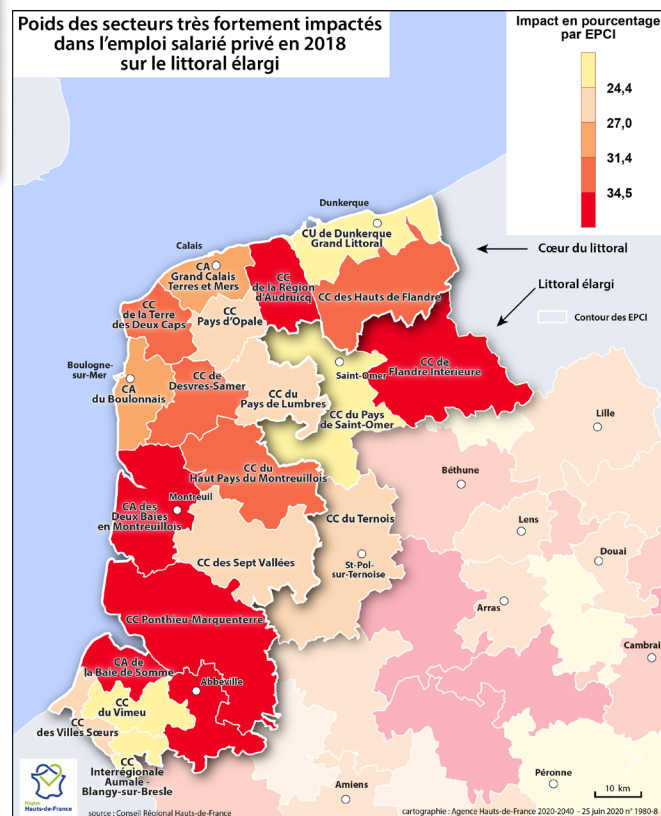 Poids des secteurs très fortement impactés
dans l’emploi salarié privé en 2018
sur le littoral élargi
Impact en pourcentage
par EPCI
24,4
27,0
31,4
34,5
Cœur du littoral
Littoral élargi
Contour des EPCI
Dunkerque
CU de Dunkerque
Grand Littoral
Calais
CA
Grand Calais
Terres et Mers
CC
de la Région
d’Audruicq
CC des Hauts de Flandre
CC
de la Terre
des Deux Caps
CC
Pays d’Opale
Boulogne-
sur-Mer
CA
du Boulonnais
CC de
Desvres-Samer
CC du
Pays de Lumbres
Saint-Omer
CC du Pays
de Saint-Omer
CC de
Flandre Intérieure
Lille
Béthune
CC du
Haut Pays du Montreuillois
Montreuil
CA des
Deux Baies
en Montreuillois
CC du Ternois
Lens
Douai
CC des Sept Vallées
St-Pol-
sur-Ternoise
Arras
CC Ponthieu-Marquenterre
Cambrai
CA de
la Baie de Somme
Abbeville
CC
du Vimeu
CC
des Villes Sœurs
CC
Interrégionale
Aumale -
Blangy-sur-Bresle
Amiens
Péronne
10 km
Région
Hauts-de-France
source : Conseil Régional Hauts-de-France
cartographie : Agence Hauts-de-France 2020-2040 - 25 juin 2020 n° 1980-8